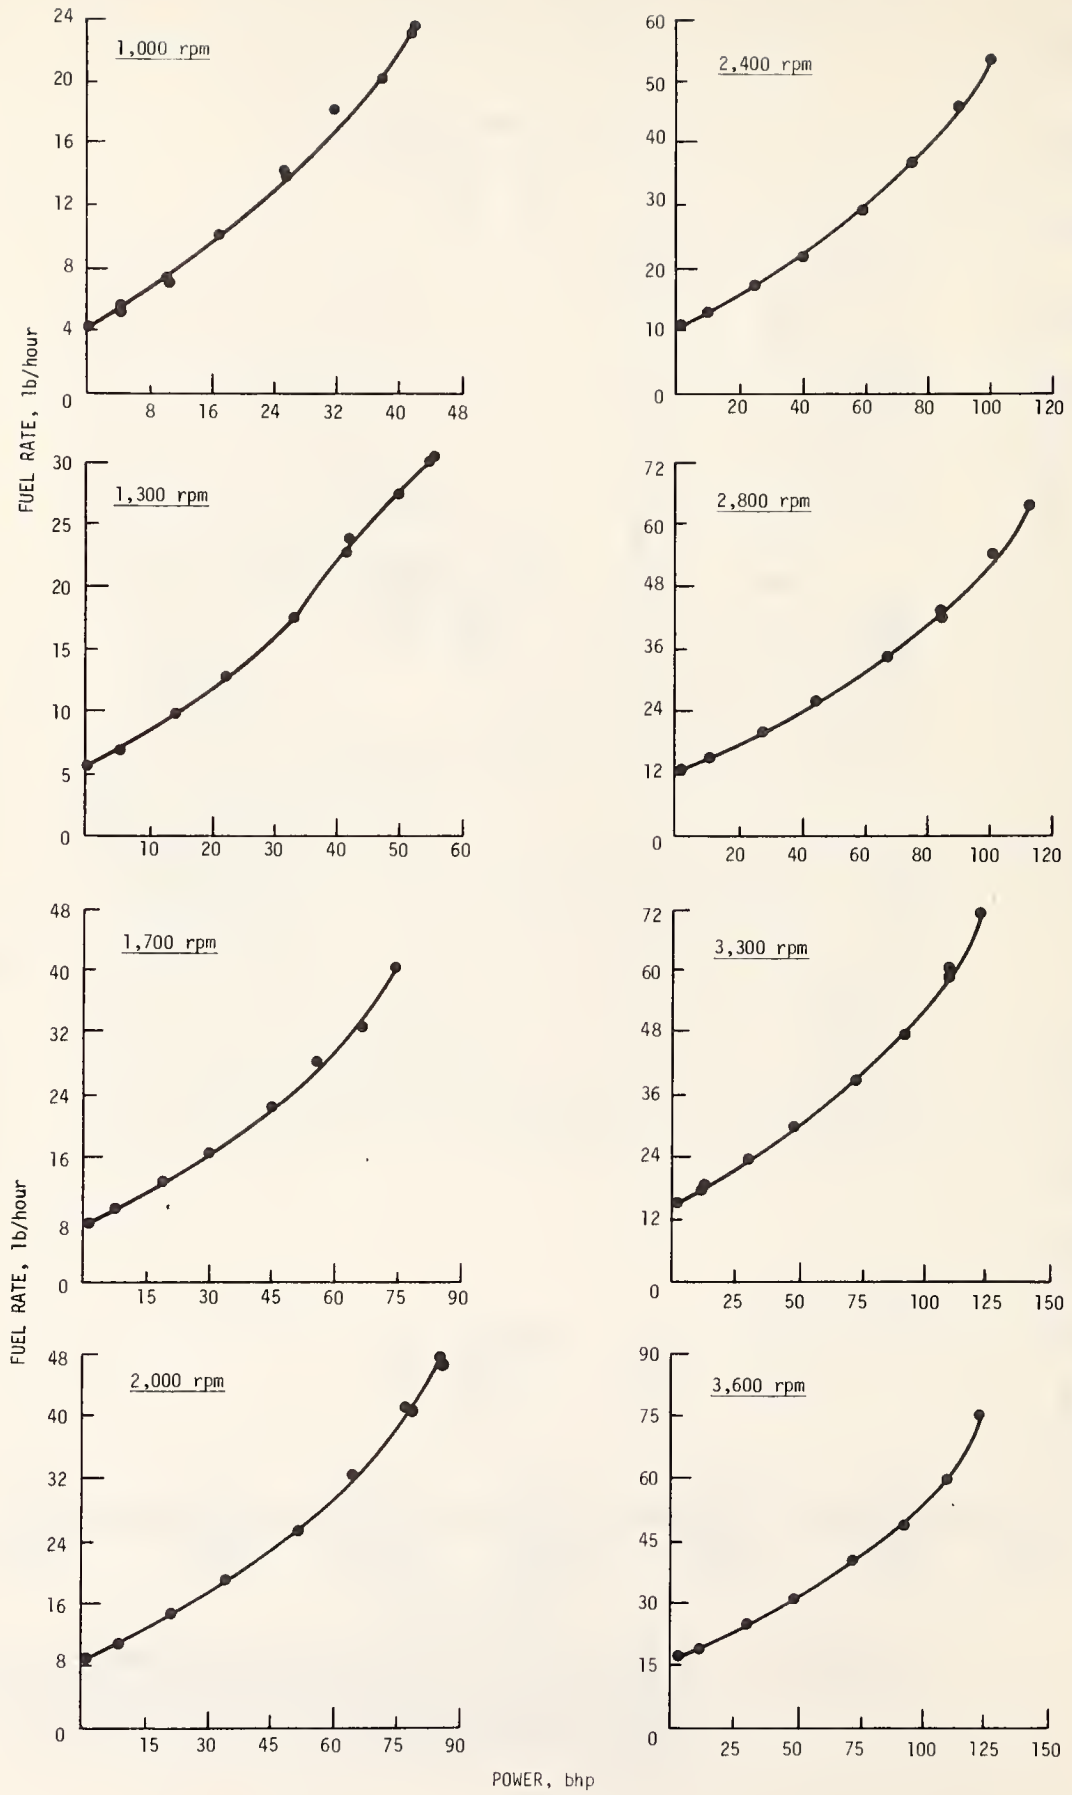 FUEL RATE, lb/hour
1,000 rpm
24
20
16
12
8
4
0
8 16 24 32 40 48
2,400 rpm
60
50
40
30
20
10
0
20 40 60 80 100 120
1,300 rpm
30
25
20
15
10
5
0
10 20 30 40 50 60
2,800 rpm
72
60
48
36
24
12
0
20 40 60 80 100 120
FUEL RATE, lb/hour
1,700 rpm
48
40
32
24
16
8
0
15 30 45 60 75 90
3,300 rpm
72
60
48
36
24
12
0
25 50 75 100 125 150
2,000 rpm
48
40
32
24
16
8
0
15 30 45 60 75 90
3,600 rpm
90
75
60
45
30
15
0
25 50 75 100 125 150
POWER, bhp